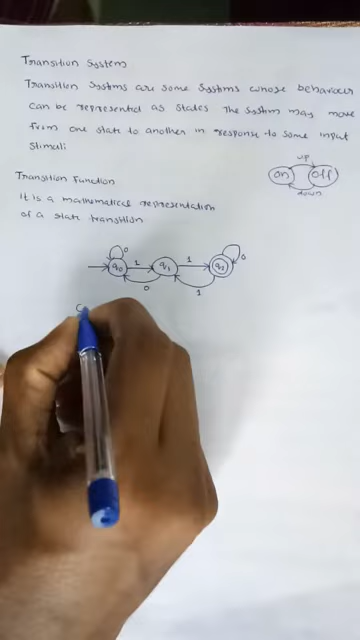 Transition System
Transition Systems are some systems whose behaviour
can be represented as states The system may move
from one state to another in response to some input
stimuli
up
on off
down
Transition Function
It is a mathematical representation
of a state transition
0 0
1 1
q0 q1 q2
0 1